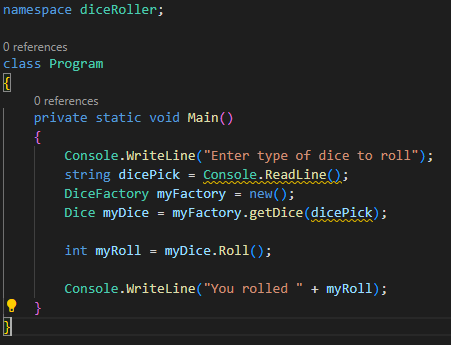 namespace diceRoller;
0 references
class Program
{
0 references
private static void Main()
{
Console.WriteLine("Enter type of dice to roll");
string dicePick = Console.ReadLine();
DiceFactory myFactory = new();
Dice myDice = myFactory.getDice(dicePick);
int myRoll = myDice.Roll();
Console.WriteLine("You rolled " + myRoll);
}
}